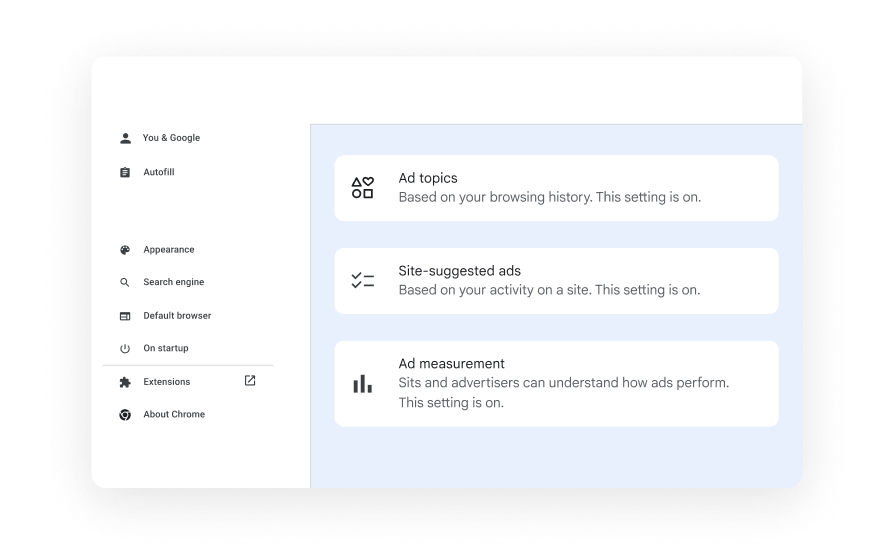 You & Google
Autofill
Appearance
Search engine
Default browser
On startup
Extensions
About Chrome
Ad topics
Based on your browsing history. This setting is on.
Site-suggested ads
Based on your activity on a site. This setting is on.
Ad measurement
Sits and advertisers can understand how ads perform.
This setting is on.